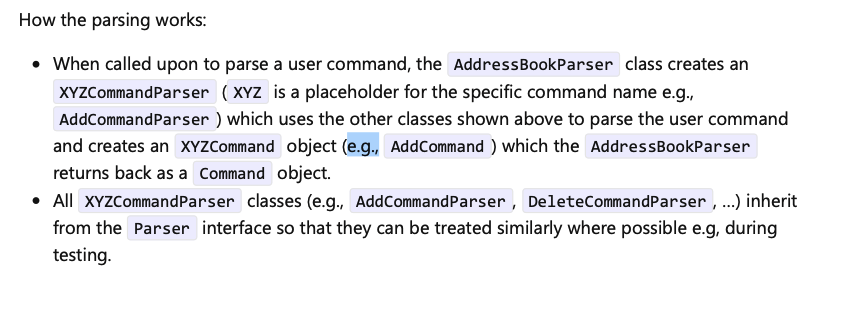 How the parsing works:
• When called upon to parse a user command, the AddressBookParser class creates an
XYZCommandParser ( XYZ is a placeholder for the specific command name e.g.,
AddCommandParser ) which uses the other classes shown above to parse the user command
and creates an XYZCommand object (e.g., AddCommand ) which the AddressBookParser
returns back as a Command object.
• All XYZCommandParser classes (e.g., AddCommandParser , DeleteCommandParser , ...) inherit
from the Parser interface so that they can be treated similarly where possible e.g, during
testing.